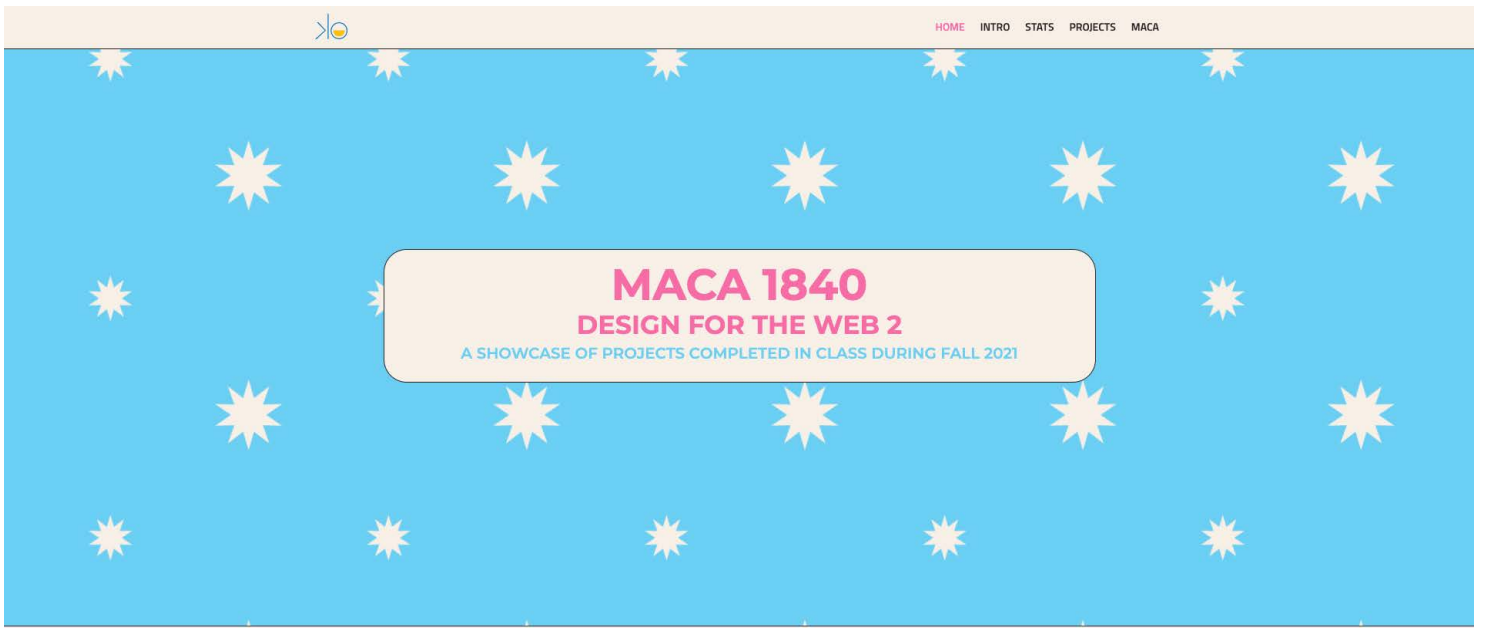 HOME INTRO STATS PROJECTS MACA
MACA 1840
DESIGN FOR THE WEB 2
A SHOWCASE OF PROJECTS COMPLETED IN CLASS DURING FALL 2021